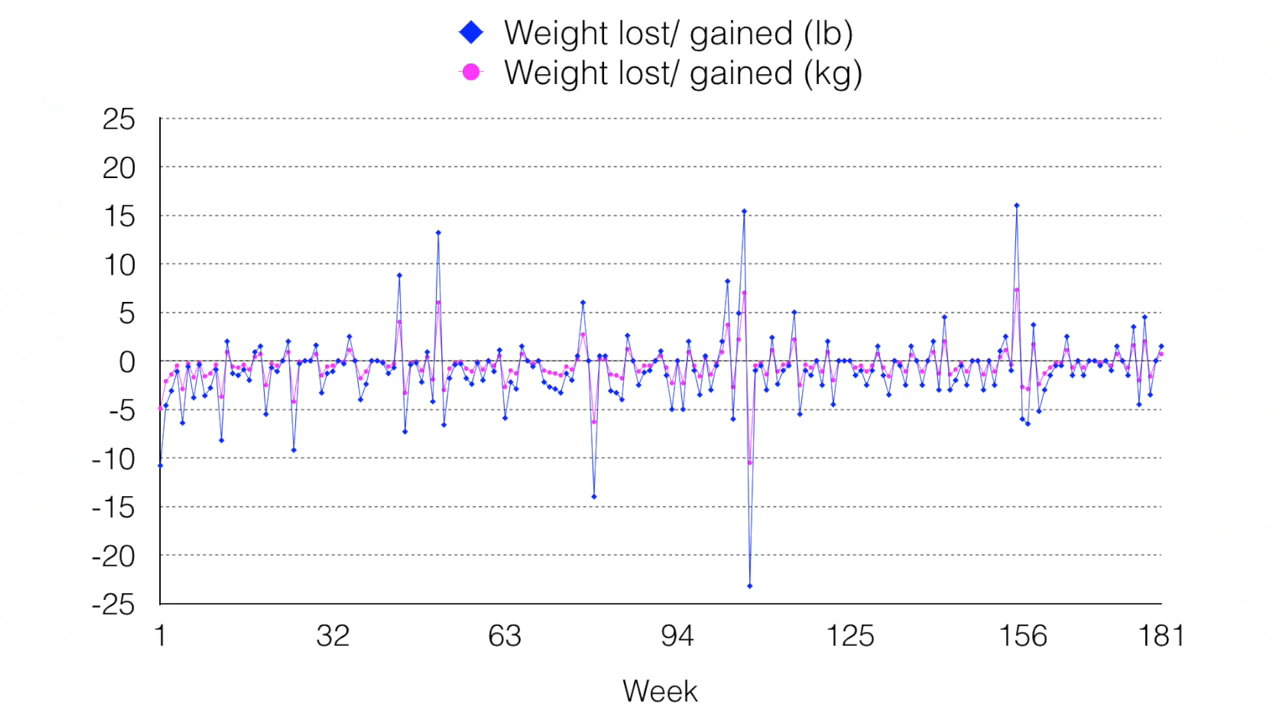 Weight lost/ gained (lb)
Weight lost/ gained (kg)
25
20
15
10
5
0
-5
-10
-15
-20
-25
1 32 63 94 125 156 181
Week